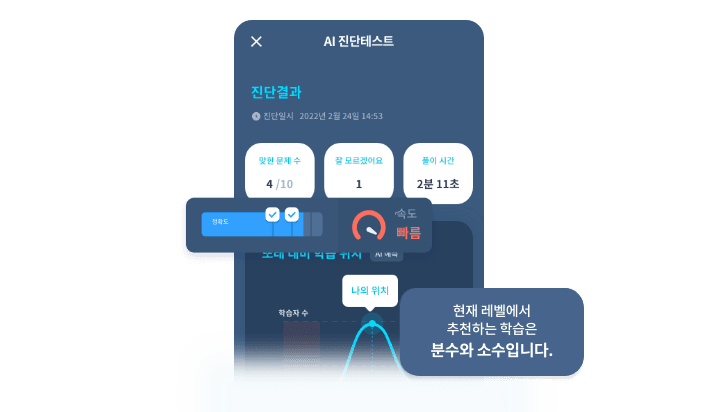 AI 진단테스트
진단결과
진단일시 2022년 2월 24일 14:53
맞힌 문제 수
잘 모르겠어요
풀이 시간
4 /10
1
2분 11초
정확도
속도
빠름
또래 대비 학습 위치
AI 예측
나의 위치
학습자 수
현재 레벨에서
추천하는 학습은
분수와 소수입니다.